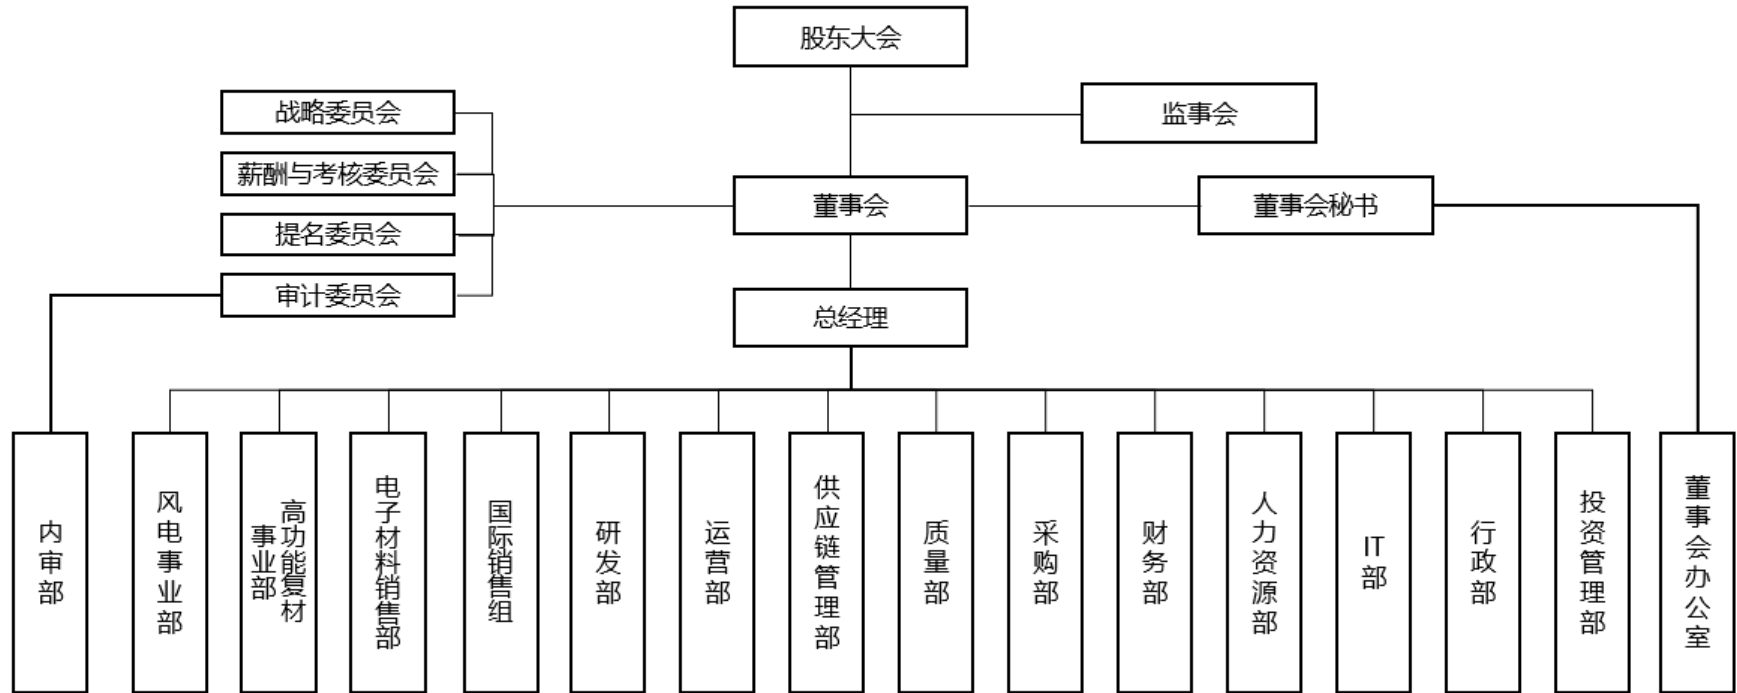 股东大会
战略委员会
监事会
薪酬与考核委员会
董事会
董事会秘书
提名委员会
审计委员会
总经理
内审部
风电事业部
高功能复材
事业部
电子材料销售部
国际销售组
研发部
运营部
供应链管理部
质量部
采购部
财务部
人力资源部
IT部
行政部
投资管理部
董事会办公室